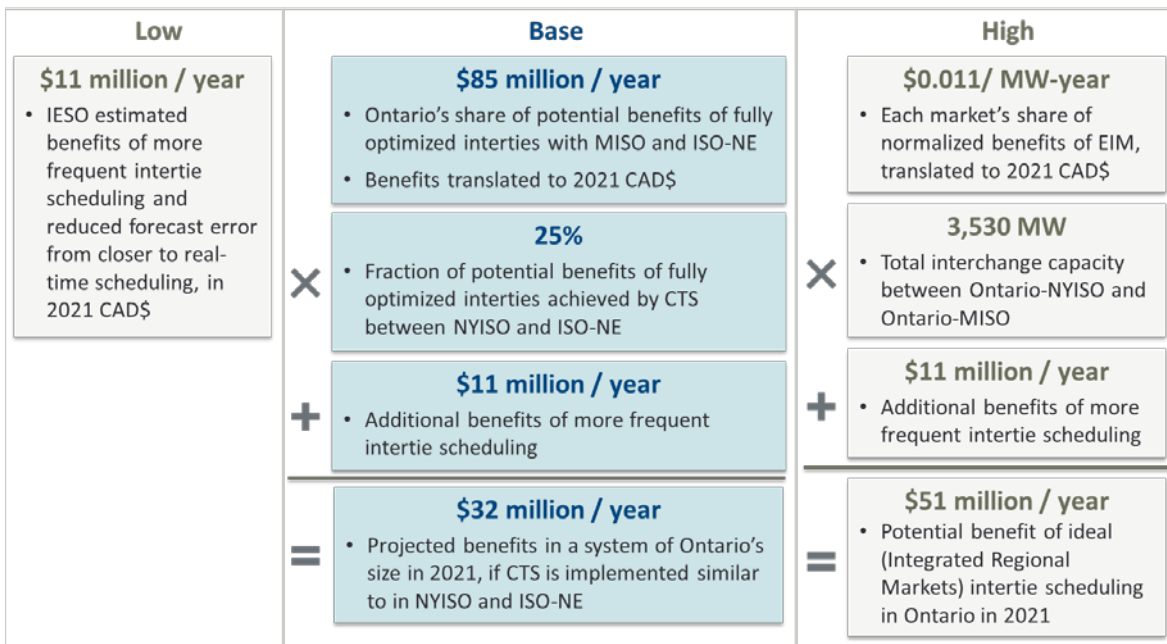 Low
$11 million / year
• IESO estimated
benefits of more
frequent intertie
scheduling and
reduced forecast error
from closer to real-
time scheduling, in
2021 CAD$
Base
$85 million / year
• Ontario's share of potential benefits of fully
optimized interties with MISO and ISO-NE
• Benefits translated to 2021 CAD$
×
25%
• Fraction of potential benefits of fully
optimized interties achieved by CTS
between NYISO and ISO-NE
+
$11 million / year
• Additional benefits of more frequent
intertie scheduling
=
$32 million / year
• Projected benefits in a system of Ontario's
size in 2021, if CTS is implemented similar
to in NYISO and ISO-NE
High
$0.011/ MW-year
• Each market's share of
normalized benefits of EIM,
translated to 2021 CAD$
×
3,530 MW
• Total interchange capacity
between Ontario-NYISO and
Ontario-MISO
+
$11 million / year
• Additional benefits of more
frequent intertie scheduling
=
$51 million / year
• Potential benefit of ideal
(Integrated Regional
Markets) intertie scheduling
in Ontario in 2021